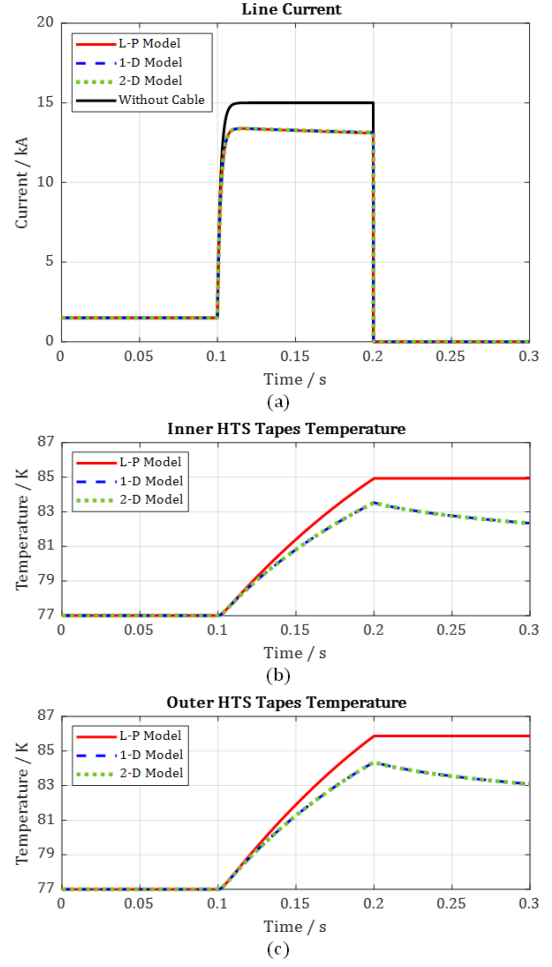 Line Current
20
15
10
5
0
Current / kA
L-P Model
1-D Model
2-D Model
Without Cable
0 0.05 0.1 0.15 0.2 0.25 0.3
Time / s
(a)
Inner HTS Tapes Temperature
87
85
83
81
79
77
Temperature / K
L-P Model
1-D Model
2-D Model
0 0.05 0.1 0.15 0.2 0.25 0.3
Time / s
(b)
Outer HTS Tapes Temperature
87
85
83
81
79
77
Temperature / K
L-P Model
1-D Model
2-D Model
0 0.05 0.1 0.15 0.2 0.25 0.3
Time / s
(c)